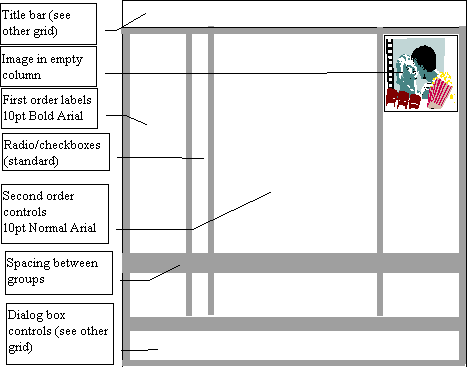 Title bar (see
other grid)
Image in empty
column
First order labels
10pt Bold Arial
Radio/checkboxes
(standard)
Second order
controls
10pt Normal Arial
Spacing between
groups
Dialog box
controls (see other
grid)